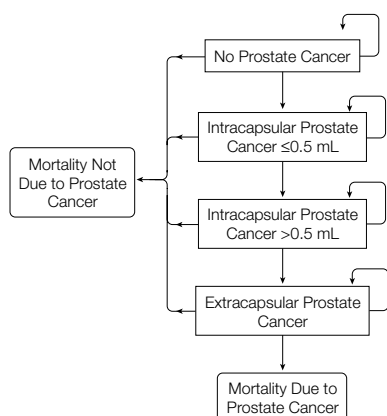 No Prostate Cancer
Intracapsular Prostate
Cancer ≤0.5 mL
Mortality Not
Due to Prostate
Cancer
Intracapsular Prostate
Cancer >0.5 mL
Extracapsular Prostate
Cancer
Mortality Due to
Prostate Cancer